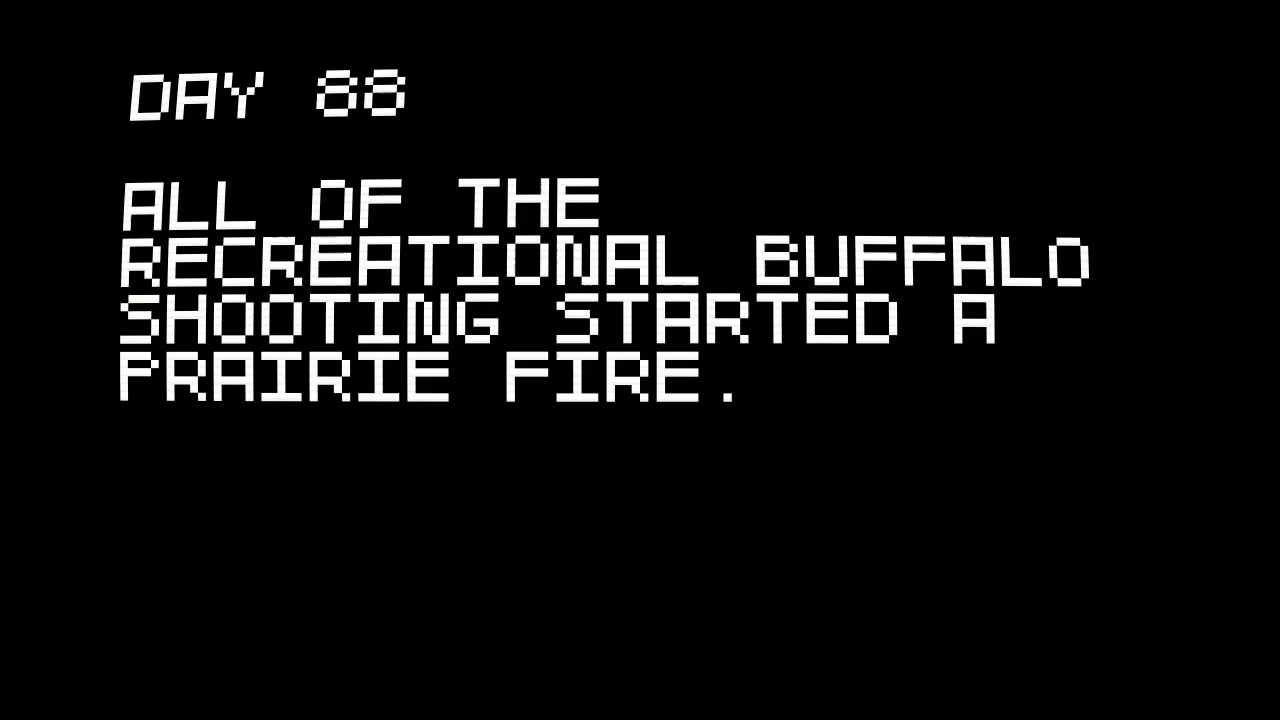 DAY 88
ALL OF THE
RECREATIONAL BUFFALO
SHOOTING STARTED A
PRAIRIE FIRE.